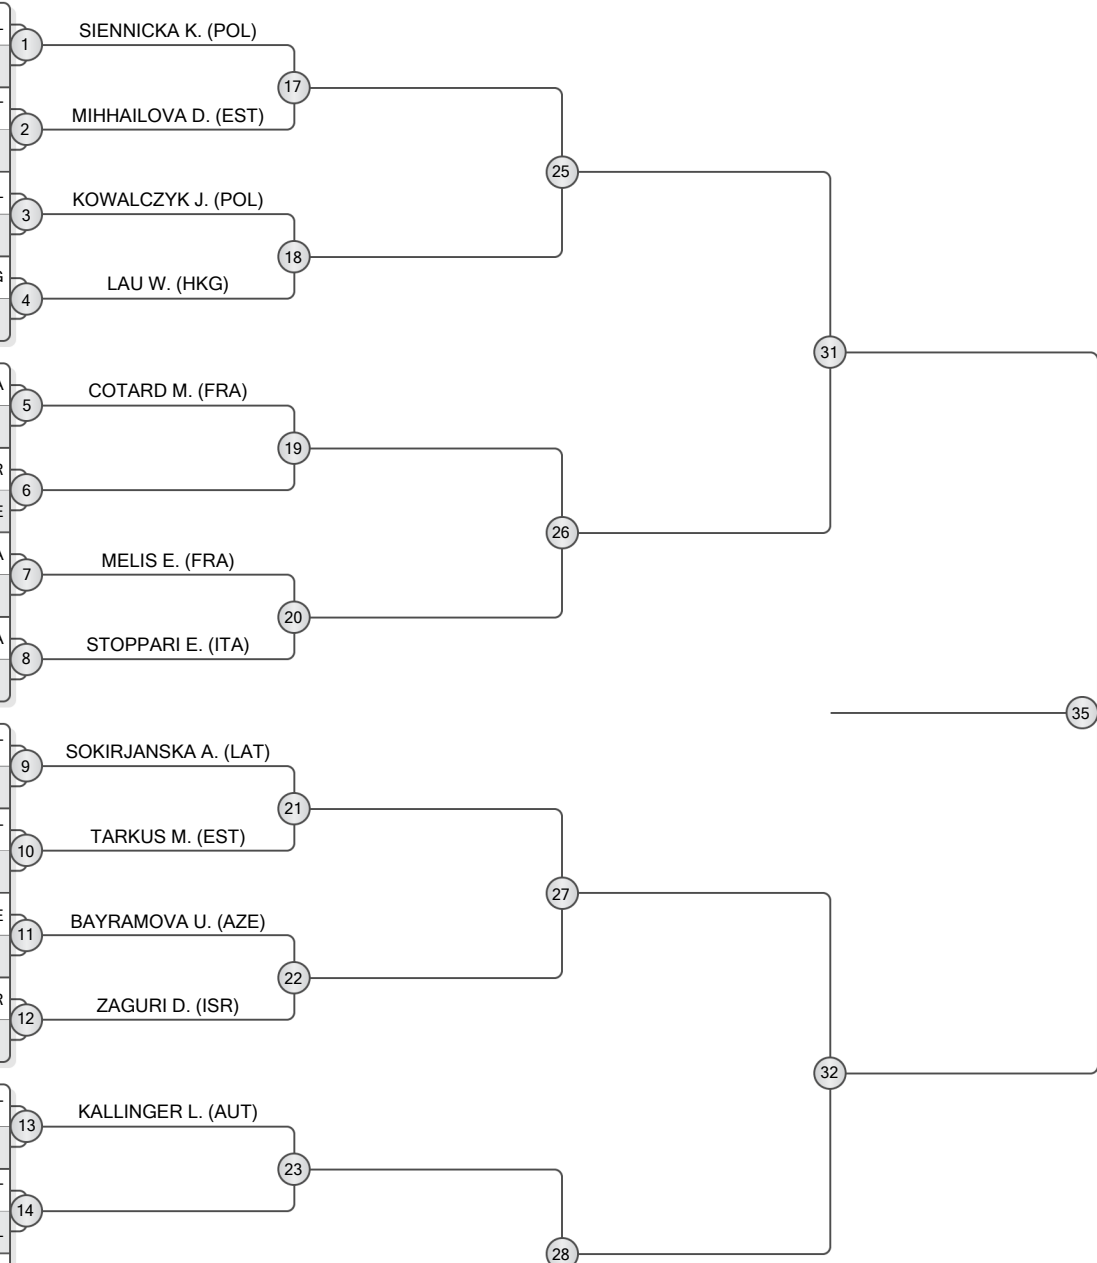 1
SIENNICKA K. (POL)
17
2
MIHHAILOVA D. (EST)
25
3
KOWALCZYK J. (POL)
18
4
LAU W. (HKG)
31
5
COTARD M. (FRA)
19
6
26
7
MELIS E. (FRA)
20
8
STOPPARI E. (ITA)
35
9
SOKIRJANSKA A. (LAT)
21
10
TARKUS M. (EST)
27
11
BAYRAMOVA U. (AZE)
22
12
ZAGURI D. (ISR)
32
13
KALLINGER L. (AUT)
23
14
28